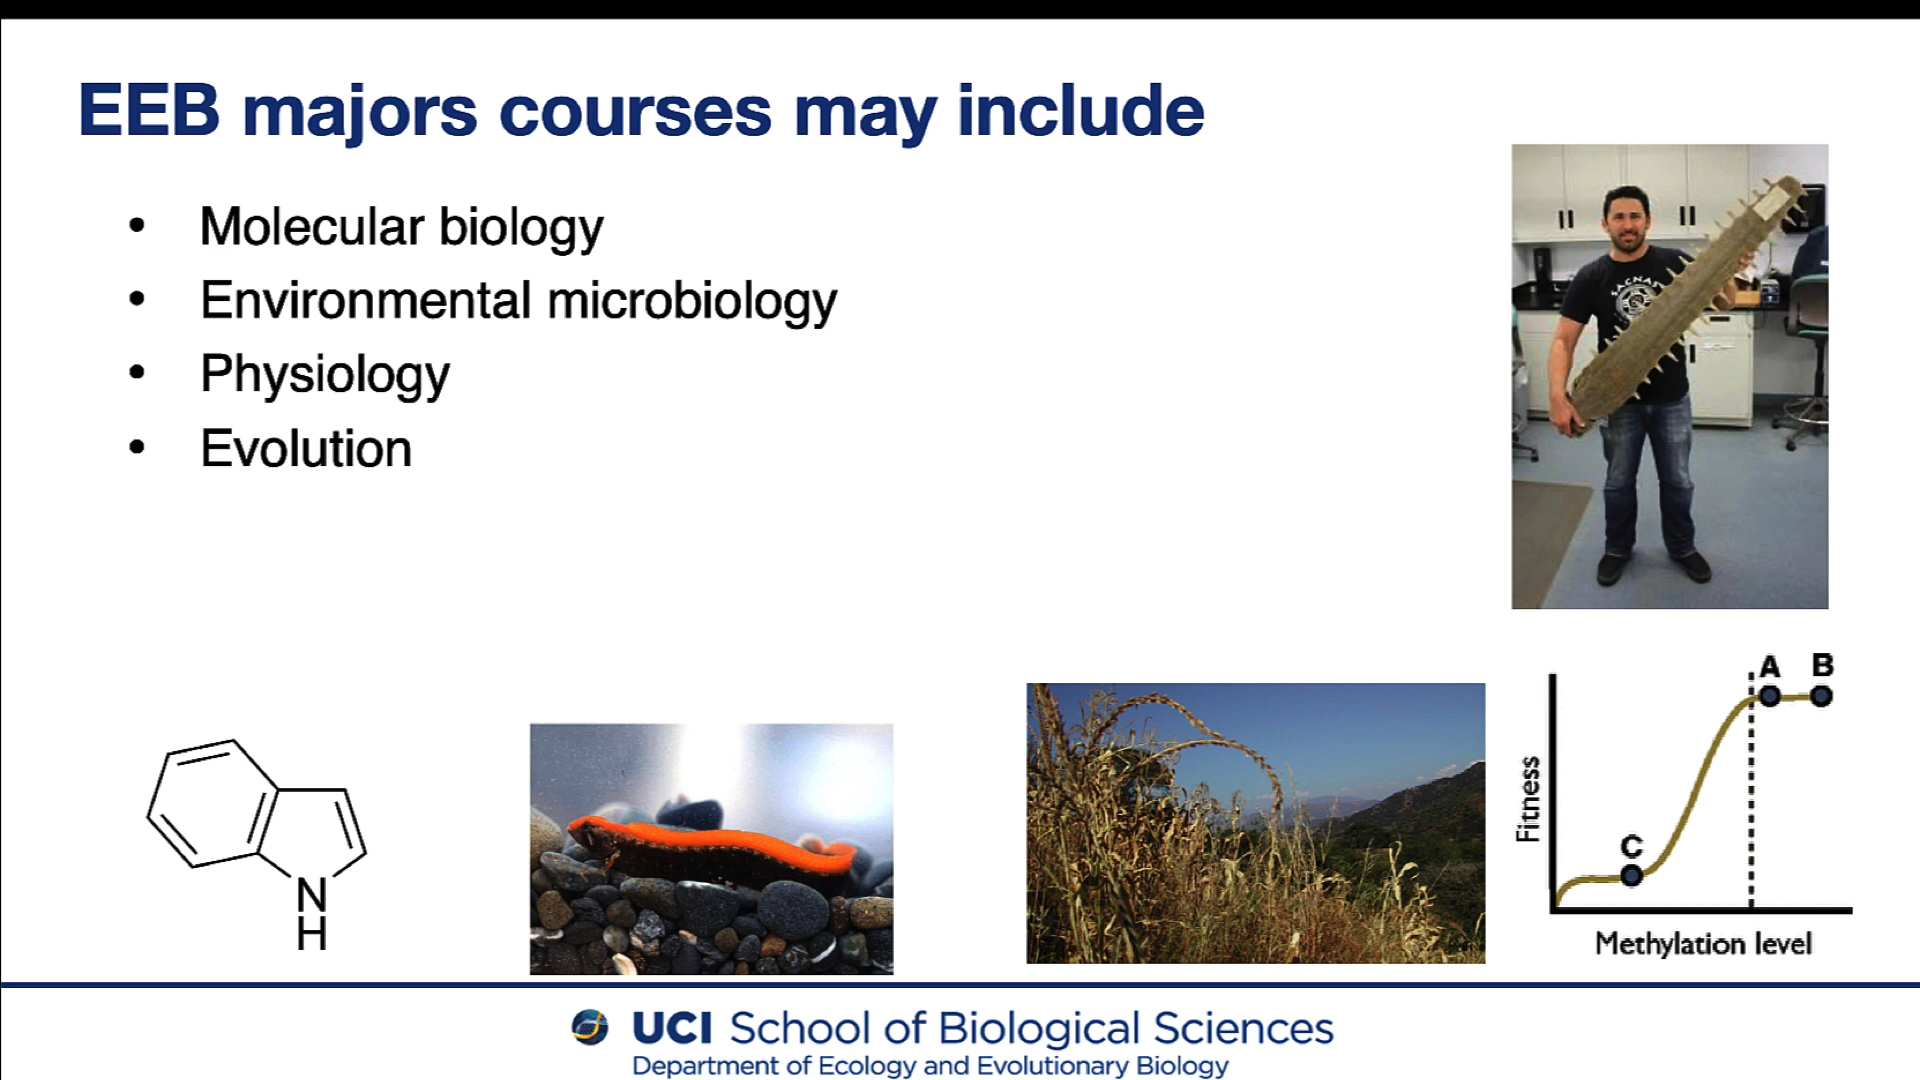 EEB majors courses may include
• Molecular biology
• Environmental microbiology
• Physiology
• Evolution
SACNAS
N
H
A B
C
Fitness
Methylation level
UCI School of Biological Sciences
Department of Ecology and Evolutionary Biology